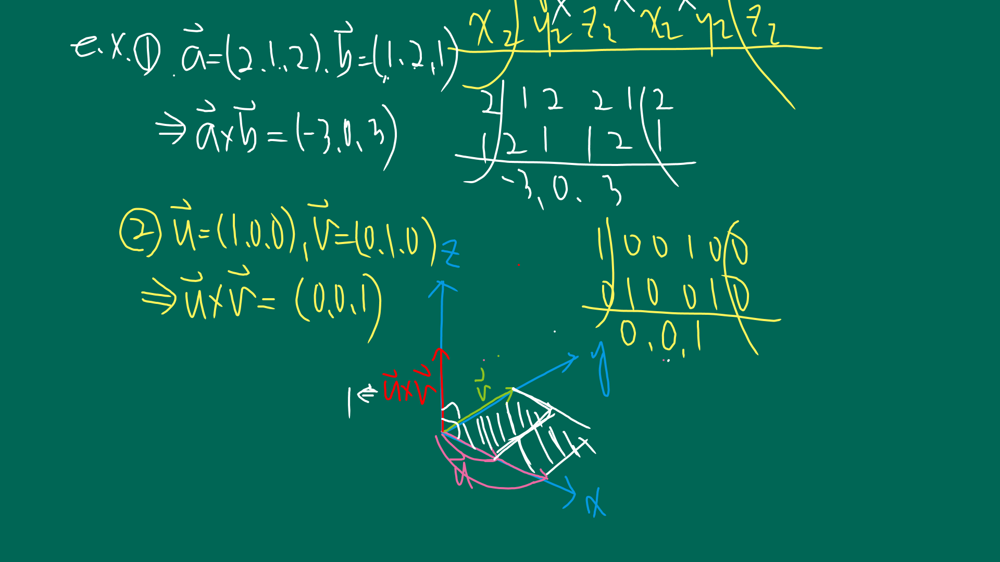 x₂ y₂ z₂ x₂ y₂ z₂
e.x. ① a⃗=(2.1.2). b⃗=(1.2,1)
2 1 2 2 1 2
1 2 1 1 2 1
-3, 0. 3
⇒ a⃗×b⃗ = (-3.0.3)
② u⃗=(1.0.0), v⃗=(0.1.0)
1 0 0 1 0 0
0 1 0 0 1 0
0.0.1
⇒ u⃗×v⃗ = (0.0.1)
z
y
v⃗
1 ⇐ u⃗×v⃗
u⃗
x